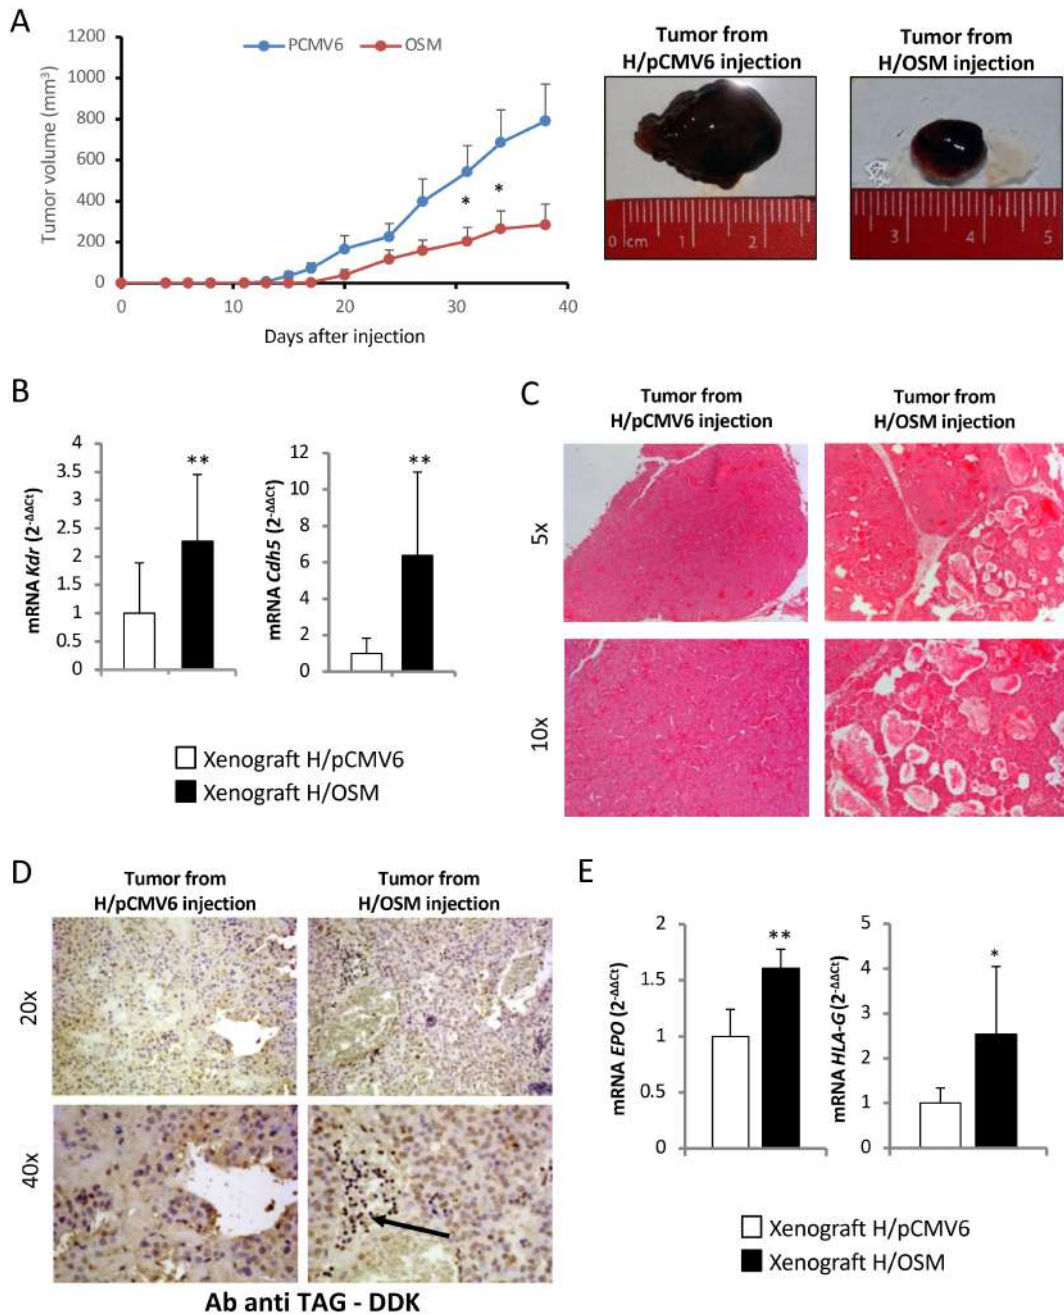 A
1200
1000
800
600
400
200
0
Tumor volume (mm³)
PCMV6
OSM
*
*
0
10
20
30
40
Days after injection
Tumor from
H/pCMV6 injection
0 cm 1 2
Tumor from
H/OSM injection
3 4 5
B
4
3.5
3
2.5
2
1.5
1
0.5
0
mRNA Kdr (2-ΔΔCt)
**
12
10
8
6
4
2
0
mRNA Cdh5 (2-ΔΔCt)
**
Xenograft H/pCMV6
Xenograft H/OSM
C
Tumor from
H/pCMV6 injection
Tumor from
H/OSM injection
5x
10x
D
Tumor from
H/pCMV6 injection
Tumor from
H/OSM injection
20x
40x
Ab anti TAG - DDK
E
2
1.5
1
0.5
0
mRNA EPO (2-ΔΔCt)
**
5
4
3
2
1
0
mRNA HLA-G (2-ΔΔCt)
*
Xenograft H/pCMV6
Xenograft H/OSM